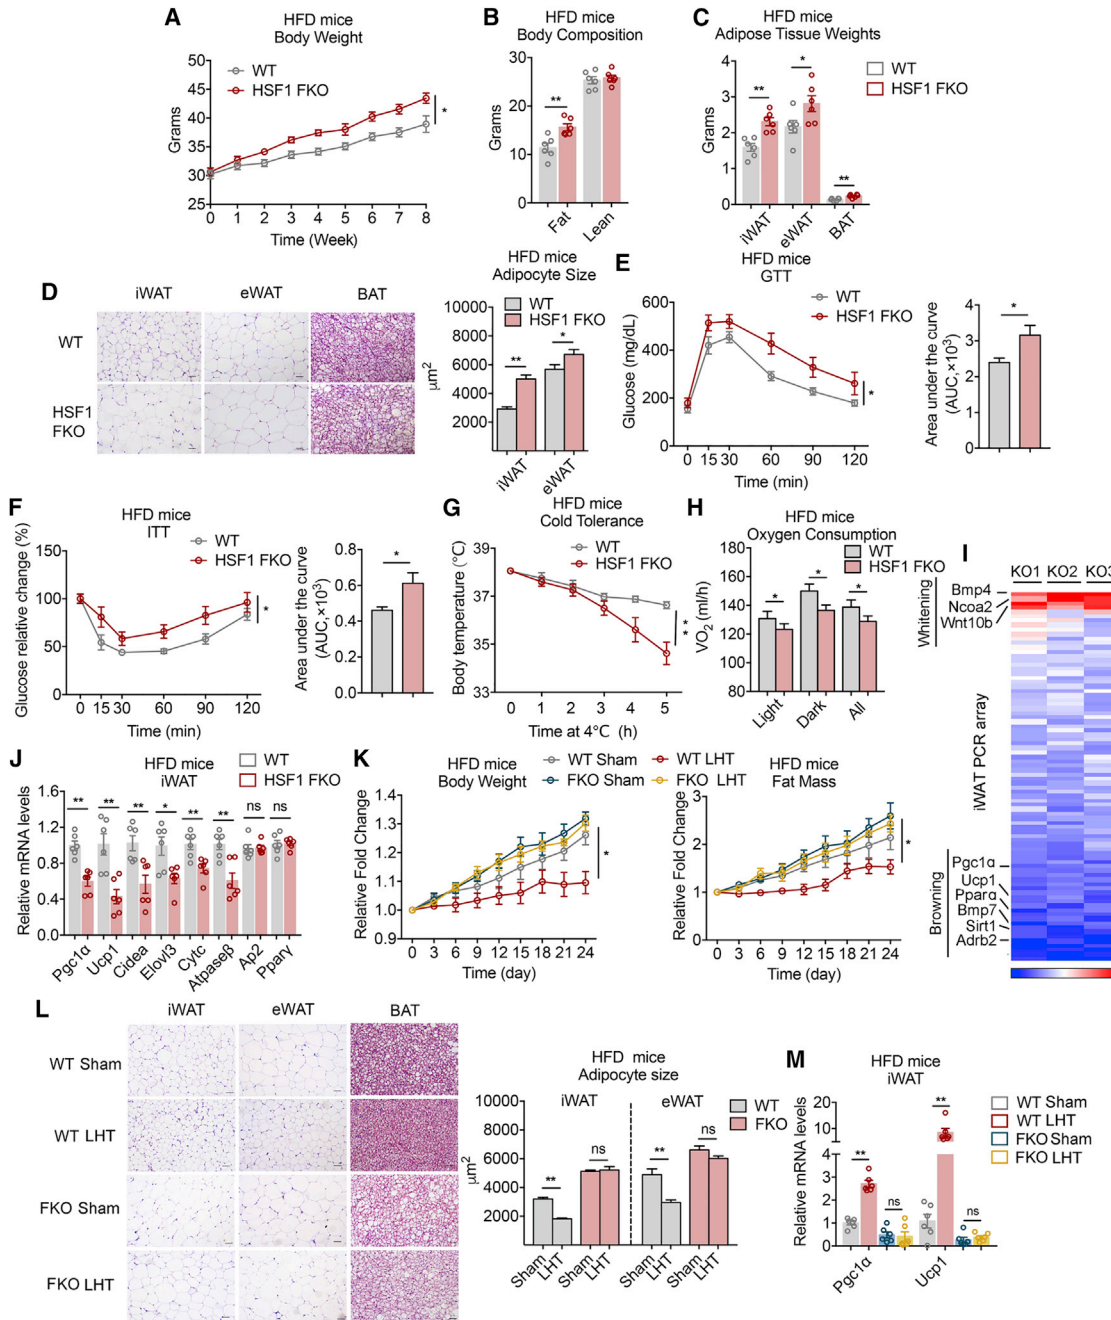 A
HFD mice
Body Weight
WT
HSF1 FKO
Grams
50
45
40
35
30
25
0 1 2 3 4 5 6 7 8
Time (Week)
*
B
HFD mice
Body Composition
Grams
30
20
10
0
**
Fat
Lean
C
HFD mice
Adipose Tissue Weights
WT
HSF1 FKO
Grams
4
3
2
1
0
**
*
**
iWAT
eWAT
BAT
D
iWAT eWAT BAT
WT
HSF1
FKO
HFD mice
Adipocyte Size
WT
HSF1 FKO
μm²
10000
8000
6000
4000
2000
**
*
iWAT
eWAT
E
HFD mice
GTT
WT
HSF1 FKO
Glucose (mg/dL)
600
400
200
0
0 15 30 60 90 120
Time (min)
*
Area under the curve
(AUC,×10³)
4
3
2
1
0
*
F
HFD mice
ITT
WT
HSF1 FKO
Glucose relative change (%)
150
100
50
0
0 15 30 60 90 120
Time (min)
*
Area under the curve
(AUC,×10³)
0.8
0.6
0.4
0.2
0.0
*
G
HFD mice
Cold Tolerance
WT
HSF1 FKO
Body temperature (°C)
39
37
35
33
0 1 2 3 4 5
Time at 4°C (h)
**
H
HFD mice
Oxygen Consumption
WT
HSF1 FKO
VO₂ (ml/h)
180
160
140
120
100
80
*
*
*
Light
Dark
All
I
KO1 KO2 KO3
Whitening
Bmp4
Ncoa2
Wnt10b
iWAT PCR array
Browning
Pgc1α
Ucp1
Pparα
Bmp7
Sirt1
Adrb2
J
HFD mice
iWAT
WT
HSF1 FKO
Relative mRNA levels
1.6
1.2
0.8
0.4
0.0
** ** ** * ** ** ns ns
Pgc1α
Ucp1
Cidea
Elovl3
Cytc
Atpaseβ
Ap2
Pparγ
K
HFD mice
Body Weight
WT Sham
WT LHT
FKO Sham
FKO LHT
HFD mice
Fat Mass
Relative Fold Change
1.4
1.3
1.2
1.1
1.0
0.9
0 3 6 9 12 15 18 21 24
Time (day)
*
Relative Fold Change
3
2
1
0
0 3 6 9 12 15 18 21 24
Time (day)
*
L
iWAT eWAT BAT
WT Sham
WT LHT
FKO Sham
FKO LHT
HFD mice
Adipocyte size
iWAT eWAT
WT
FKO
μm²
10000
8000
6000
4000
2000
**
ns
**
ns
Sham
LHT
Sham
LHT
Sham
LHT
Sham
LHT
M
HFD mice
iWAT
WT Sham
WT LHT
FKO Sham
FKO LHT
Relative mRNA levels
20
10
4
3
2
1
0
**
ns
**
ns
Pgc1α
Ucp1